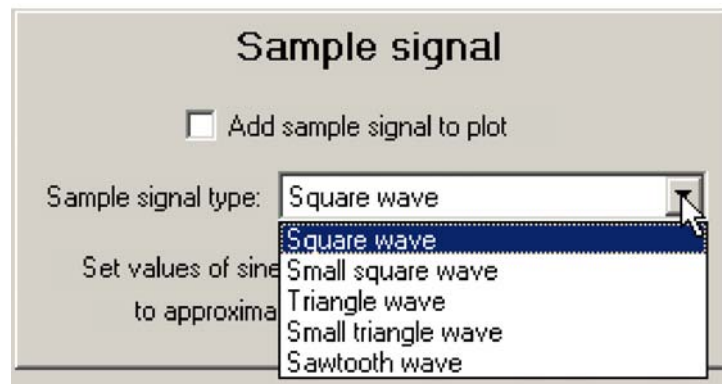 Sample signal
Add sample signal to plot
Sample signal type: Square wave
Square wave
Set values of sine
Small square wave
Triangle wave
to approxima
Small triangle wave
Sawtooth wave